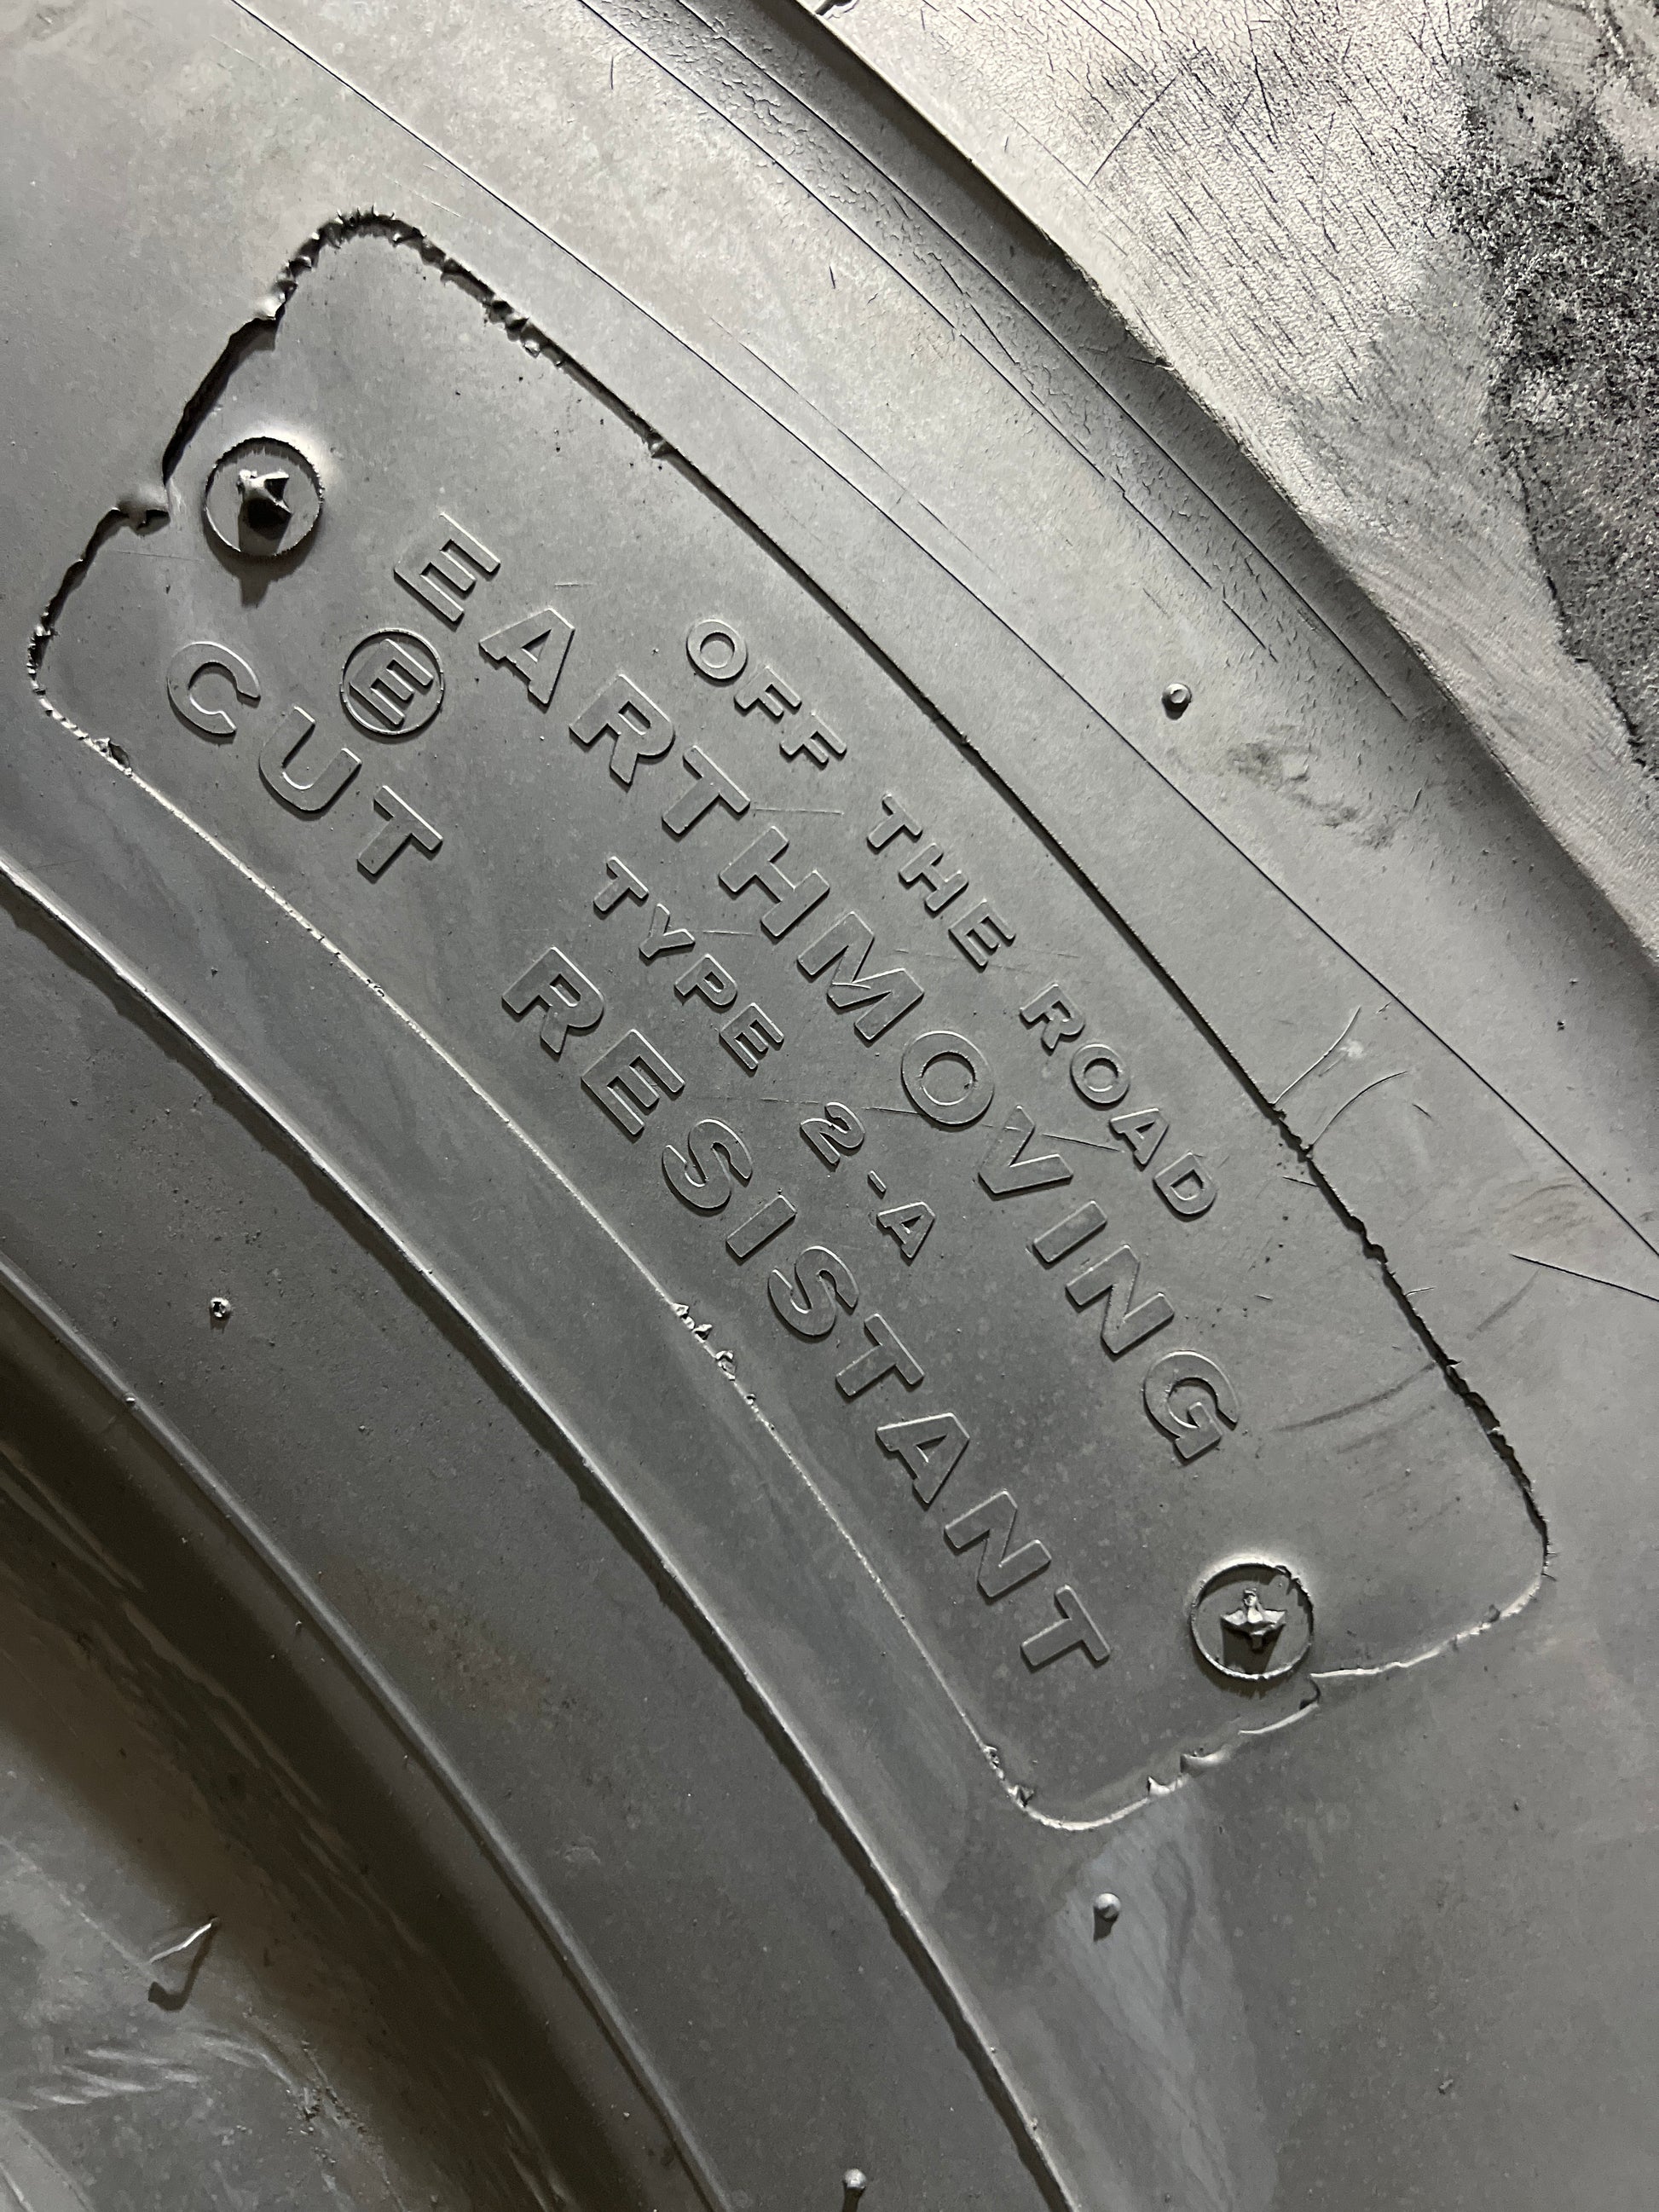 OFF THE ROAD
EARTHMOVING
E TYPE 2-A
CUT RESISTANT